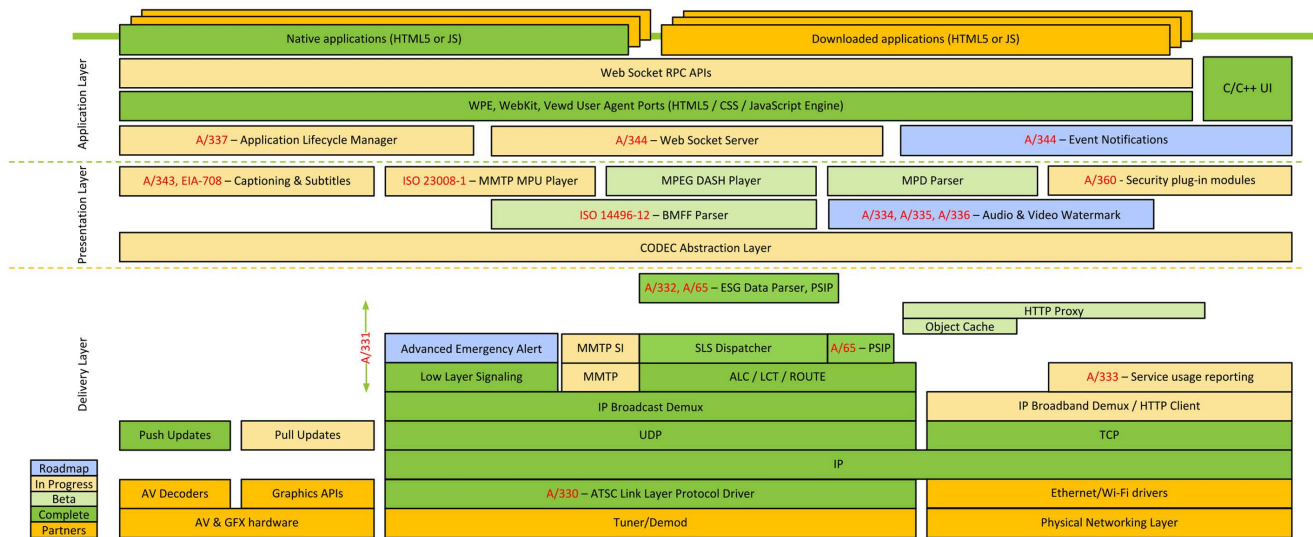 Native applications (HTML5 or JS)
Downloaded applications (HTML5 or JS)
Application Layer
Web Socket RPC APIs
C/C++ UI
WPE, WebKit, Vewd User Agent Ports (HTML5 / CSS / JavaScript Engine)
A/337 – Application Lifecycle Manager
A/344 – Web Socket Server
A/344 – Event Notifications
Presentation Layer
A/343, EIA-708 – Captioning & Subtitles
ISO 23008-1 – MMTP MPU Player
MPEG DASH Player
MPD Parser
A/360 - Security plug-in modules
ISO 14496-12 – BMFF Parser
A/334, A/335, A/336 – Audio & Video Watermark
CODEC Abstraction Layer
Delivery Layer
A/332, A/65 – ESG Data Parser, PSIP
HTTP Proxy
Object Cache
A/331
Advanced Emergency Alert
MMTP SI
SLS Dispatcher
A/65 – PSIP
Low Layer Signaling
MMTP
ALC / LCT / ROUTE
A/333 – Service usage reporting
IP Broadcast Demux
IP Broadband Demux / HTTP Client
Push Updates
Pull Updates
UDP
TCP
IP
Roadmap
In Progress
Beta
Complete
Partners
AV Decoders
Graphics APIs
A/330 – ATSC Link Layer Protocol Driver
Ethernet/Wi-Fi drivers
AV & GFX hardware
Tuner/Demod
Physical Networking Layer